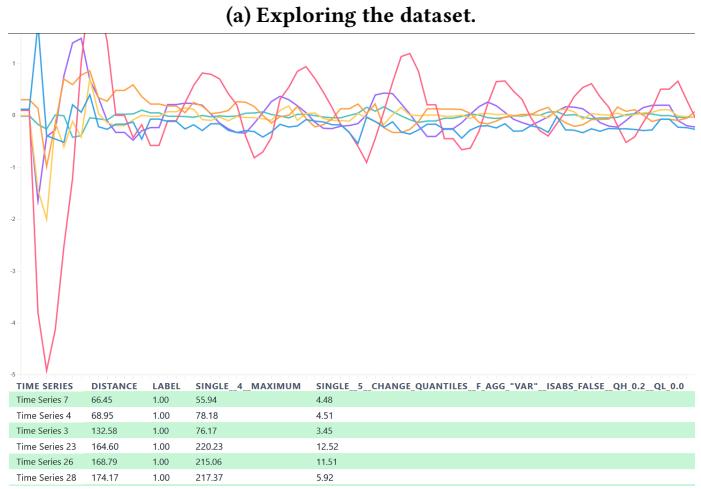 (a) Exploring the dataset.
1
0
-1
-2
-3
-4
-5
TIME SERIES DISTANCE LABEL SINGLE__4__MAXIMUM SINGLE__5__CHANGE_QUANTILES__F_AGG_"VAR"__ISABS_FALSE__QH_0.2__QL_0.0
Time Series 7 66.45 1.00 55.94 4.48
Time Series 4 68.95 1.00 78.18 4.51
Time Series 3 132.58 1.00 76.17 3.45
Time Series 23 164.60 1.00 220.23 12.52
Time Series 26 168.79 1.00 215.06 11.51
Time Series 28 174.17 1.00 217.37 5.92